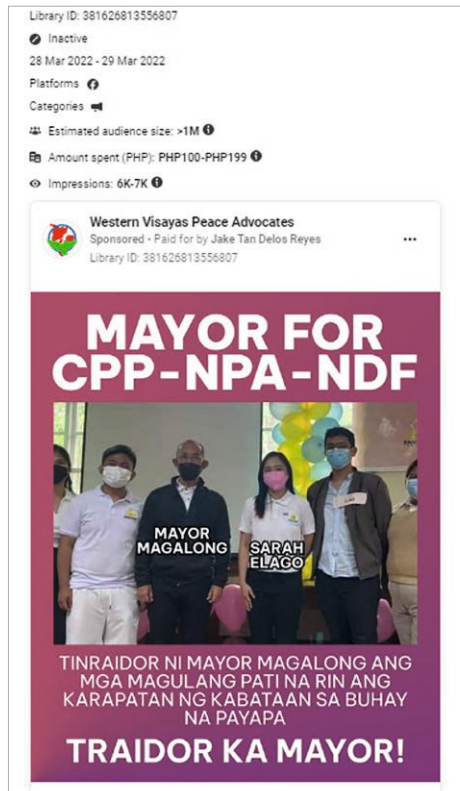 Library ID: 381626813556807
Inactive
28 Mar 2022 - 29 Mar 2022
Platforms
Categories
Estimated audience size: >1M
Amount spent (PHP): PHP100-PHP199
Impressions: 6K-7K
Western Visayas Peace Advocates
Sponsored • Paid for by Jake Tan Delos Reyes
Library ID: 381626813556807
MAYOR FOR
CPP-NPA-NDF
MAYOR
MAGALONG
SARAH
ELAGO
TINRAIDOR NI MAYOR MAGALONG ANG
MGA MAGULANG PATI NA RIN ANG
KARAPATAN NG KABATAAN SA BUHAY
NA PAYAPA
TRAIDOR KA MAYOR!